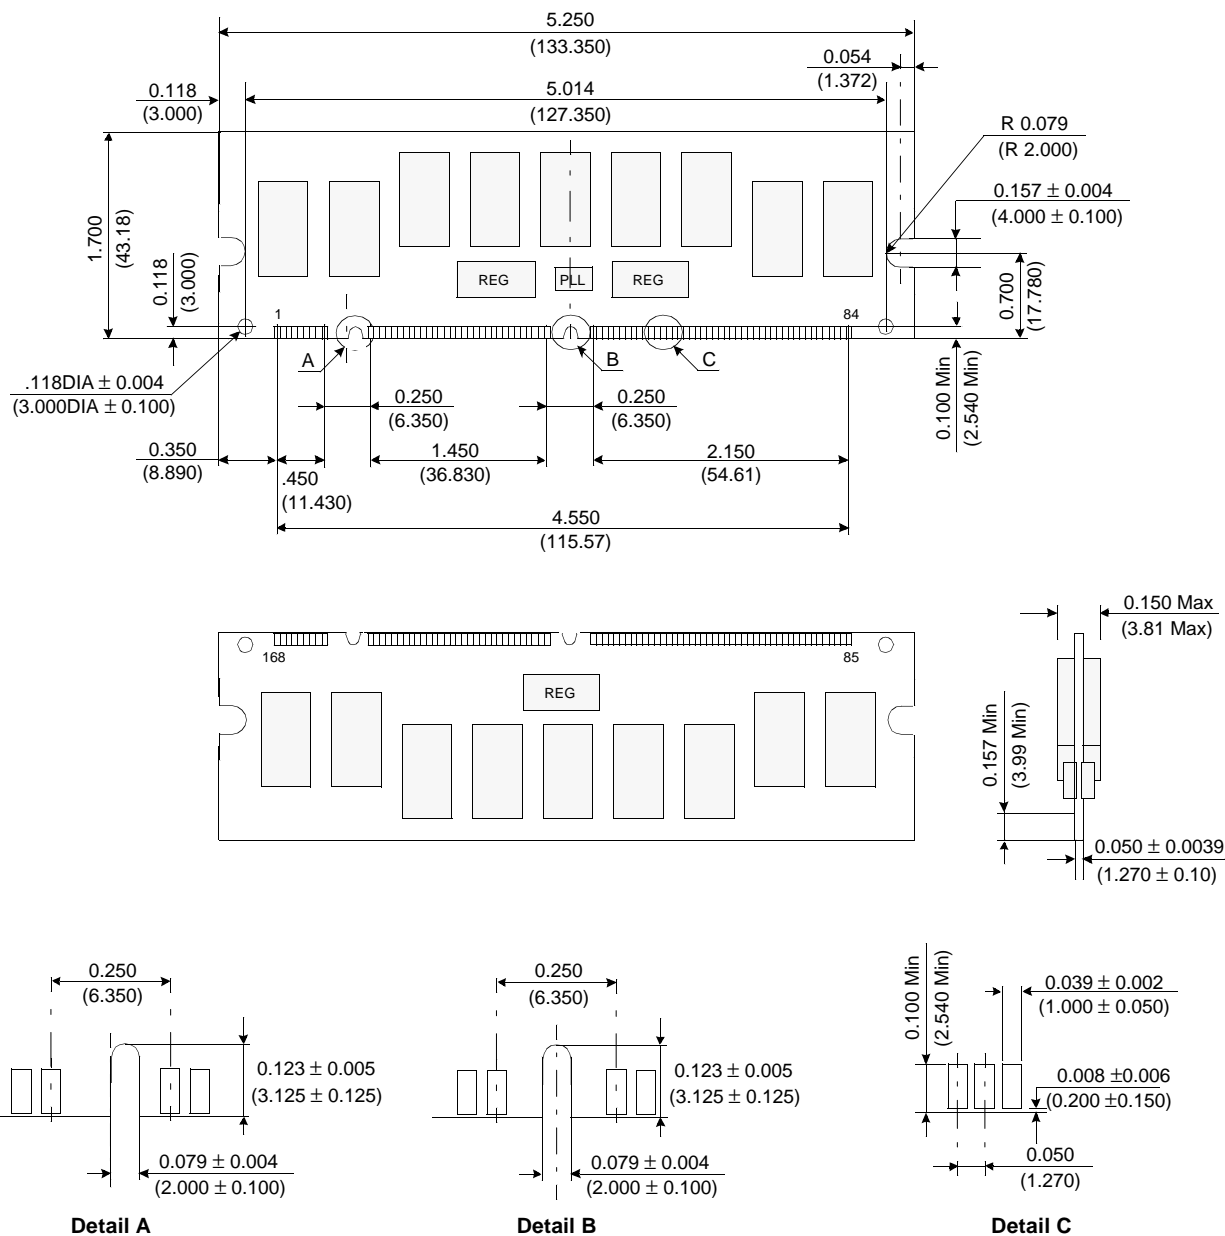 5.250
(133.350)
0.054
(1.372)
0.118
(3.000)
5.014
(127.350)
R 0.079
(R 2.000)
0.157 ± 0.004
(4.000 ± 0.100)
1.700
(43.18)
0.118
(3.000)
REG
PLL
REG
0.700
(17.780)
1
84
A
B
C
.118DIA ± 0.004
(3.000DIA ± 0.100)
0.250
(6.350)
0.250
(6.350)
0.100 Min
(2.540 Min)
0.350
(8.890)
.450
(11.430)
1.450
(36.830)
2.150
(54.61)
4.550
(115.57)
0.150 Max
(3.81 Max)
168
85
REG
0.157 Min
(3.99 Min)
0.050 ± 0.0039
(1.270 ± 0.10)
0.250
(6.350)
0.123 ± 0.005
(3.125 ± 0.125)
0.079 ± 0.004
(2.000 ± 0.100)
Detail A
0.250
(6.350)
0.123 ± 0.005
(3.125 ± 0.125)
0.079 ± 0.004
(2.000 ± 0.100)
Detail B
0.100 Min
(2.540 Min)
0.039 ± 0.002
(1.000 ± 0.050)
0.008 ±0.006
(0.200 ±0.150)
0.050
(1.270)
Detail C